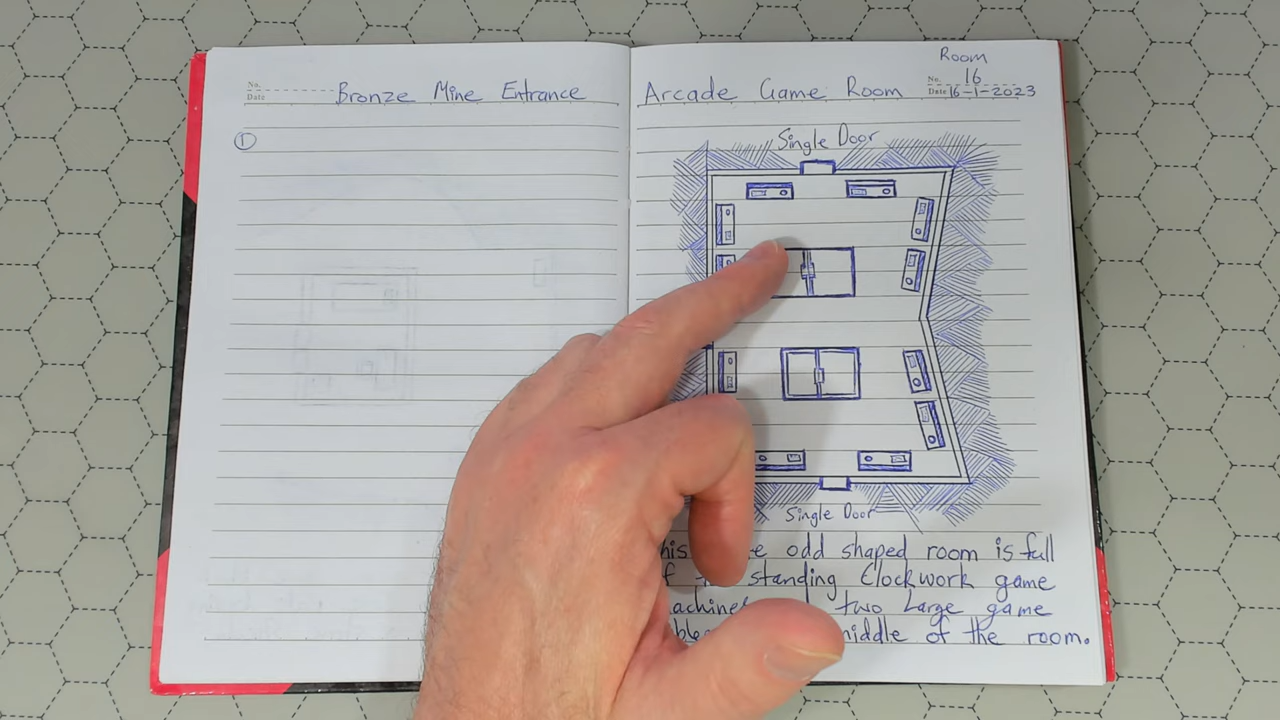 No.
Date
Bronze Mine Entrance
①
Room
No. 16
Date 16-1-2023
Arcade Game Room
Single Door
Single Door
odd shaped room is full
standing Clockwork game
two Large game
middle of the room.